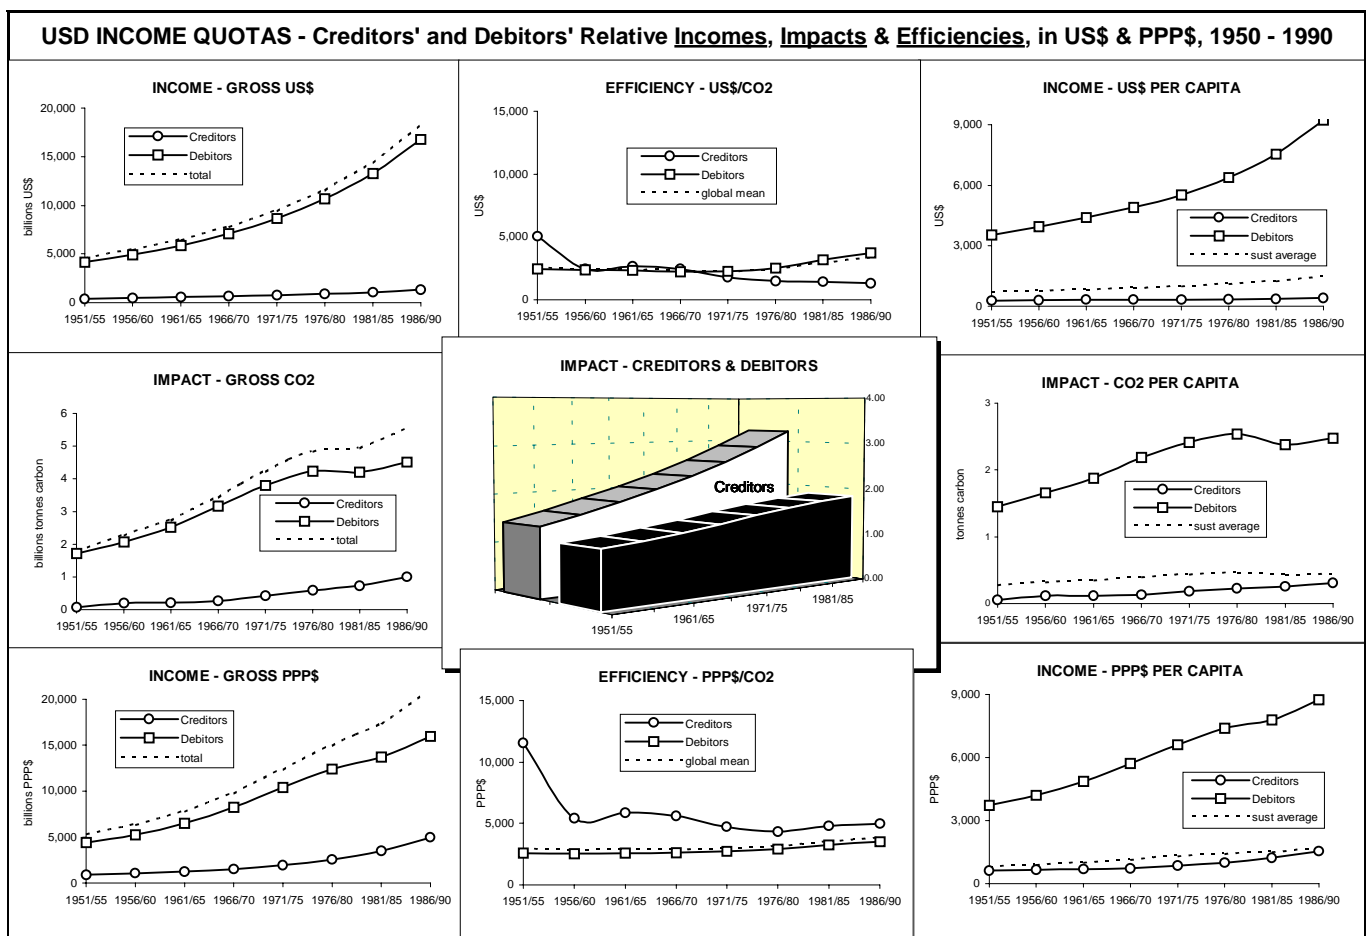 USD INCOME QUOTAS - Creditors' and Debitors' Relative Incomes, Impacts & Efficiencies, in US$ & PPP$, 1950 - 1990
INCOME - GROSS US$
20,000
15,000
10,000
5,000
0
billions US$
Creditors
Debitors
total
1951/55 1956/60 1961/65 1966/70 1971/75 1976/80 1981/85 1986/90
EFFICIENCY - US$/CO2
15,000
10,000
5,000
0
US$
Creditors
Debitors
global mean
1951/55 1956/60 1961/65 1966/70 1971/75 1976/80 1981/85 1986/90
INCOME - US$ PER CAPITA
9,000
6,000
3,000
0
US$
Creditors
Debitors
sust average
1951/55 1956/60 1961/65 1966/70 1971/75 1976/80 1981/85 1986/90
IMPACT - GROSS CO2
6
5
4
3
2
1
0
billions tonnes carbon
Creditors
Debitors
total
1951/55 1956/60 1961/65 1966/70 1971/75 1976/80 1981/85 1986/90
IMPACT - CREDITORS & DEBITORS
4.00
3.00
2.00
1.00
0.00
Creditors
1951/55 1961/65 1971/75 1981/85
IMPACT - CO2 PER CAPITA
3
2
1
0
tonnes carbon
Creditors
Debitors
sust average
1951/55 1956/60 1961/65 1966/70 1971/75 1976/80 1981/85 1986/90
INCOME - GROSS PPP$
20,000
15,000
10,000
5,000
0
billions PPP$
Creditors
Debitors
total
1951/55 1956/60 1961/65 1966/70 1971/75 1976/80 1981/85 1986/90
EFFICIENCY - PPP$/CO2
15,000
10,000
5,000
0
PPP$
Creditors
Debitors
global mean
1951/55 1956/60 1961/65 1966/70 1971/75 1976/80 1981/85 1986/90
INCOME - PPP$ PER CAPITA
9,000
6,000
3,000
0
PPP$
Creditors
Debitors
sust average
1951/55 1956/60 1961/65 1966/70 1971/75 1976/80 1981/85 1986/90